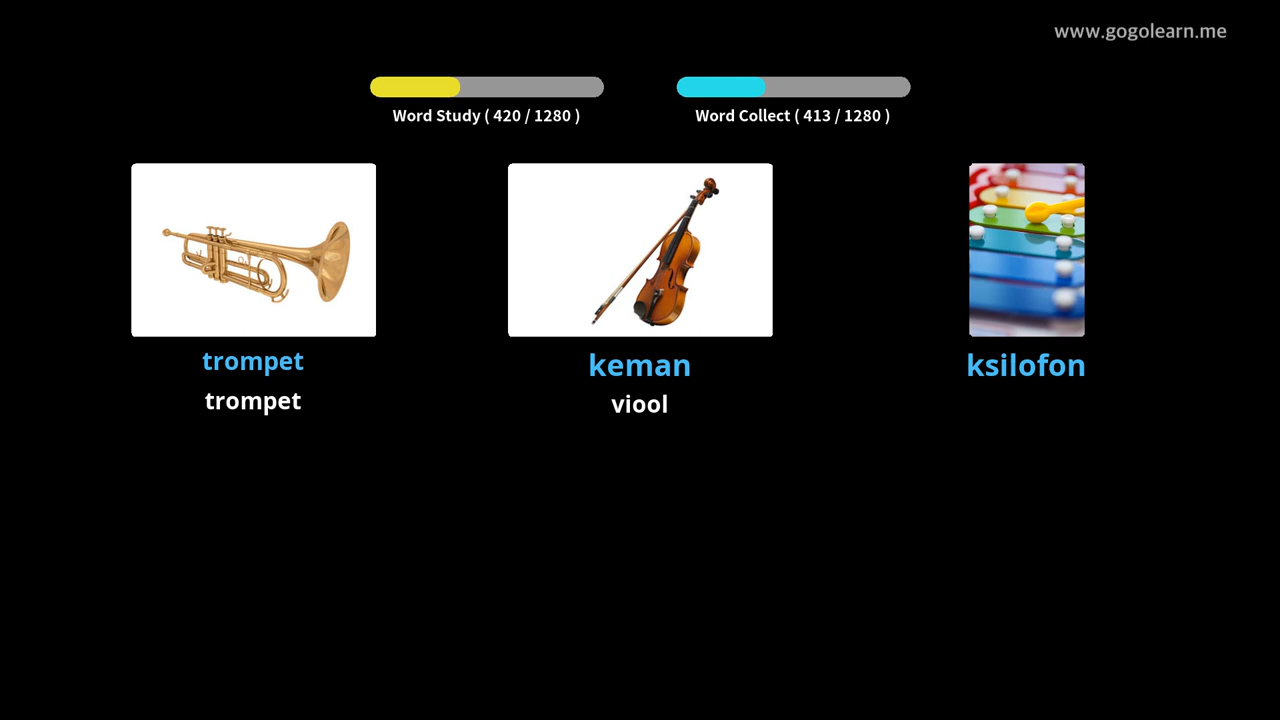 www.gogolearn.me
Word Study ( 420 / 1280 )
Word Collect ( 413 / 1280 )
trompet
trompet
keman
viool
ksilofon